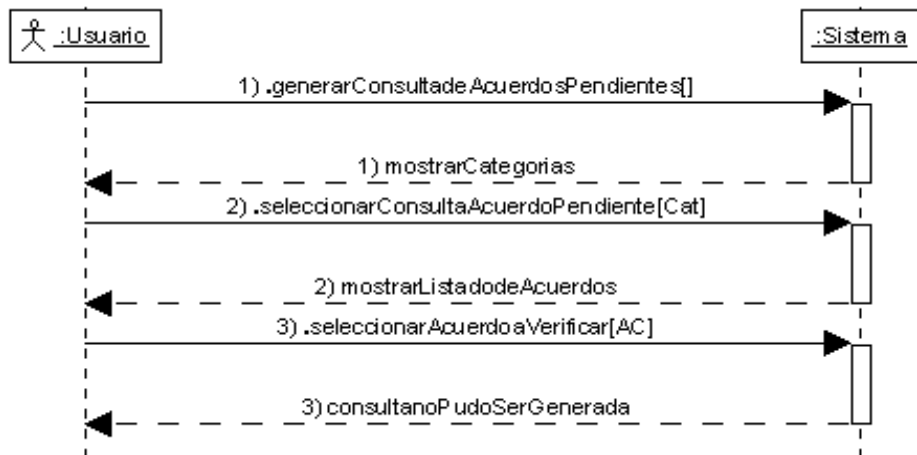 :Usuario
:Sistema
1) .generarConsultadeAcuerdosPendientes[]
1) mostrarCategorias
2) .seleccionarConsultaAcuerdoPendiente[Cat]
2) mostrarListadodeAcuerdos
3) .seleccionarAcuerdoaVerificar[AC]
3) consultanoPudoSerGenerada